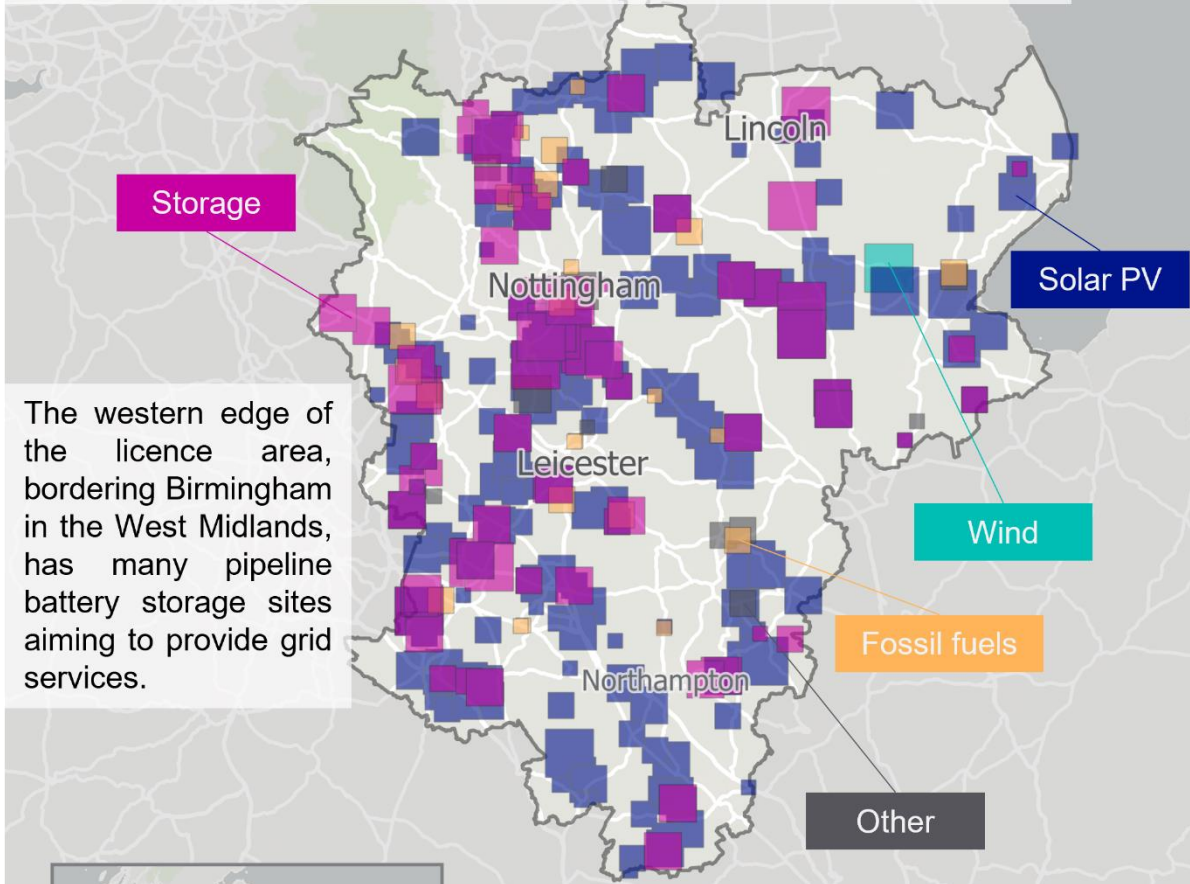 Lincoln
Storage
Nottingham
Solar PV
The western edge of
the licence area,
bordering Birmingham
in the West Midlands,
has many pipeline
battery storage sites
aiming to provide grid
services.
Leicester
Wind
Fossil fuels
Northampton
Other